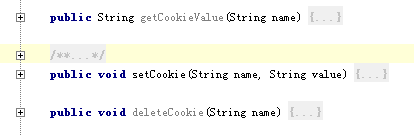 public String getCookieValue(String name) {...}
/**...*/
public void setCookie(String name, String value) {...}
public void deleteCookie(String name) {...}